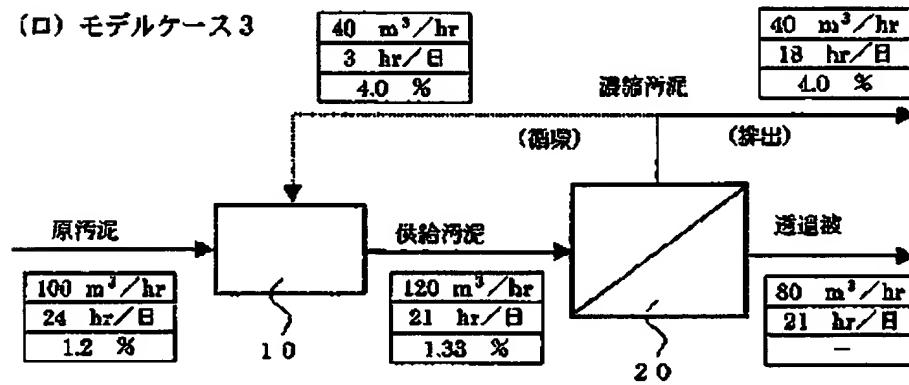 (ロ) モデルケース3
40 m³/hr
3 hr/日
4.0 %
40 m³/hr
18 hr/日
4.0 %
濃縮汚泥
(循環)
(排出)
原汚泥
供給汚泥
透過液
100 m³/hr
24 hr/日
1.2 %
120 m³/hr
21 hr/日
1.33 %
80 m³/hr
21 hr/日
－
10
20